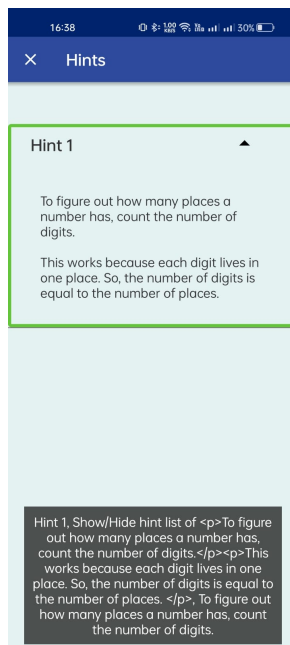 16:38
1.00 KB/S
30%
Hints
Hint 1
To figure out how many places a
number has, count the number of
digits.
This works because each digit lives in
one place. So, the number of digits is
equal to the number of places.
Hint 1, Show/Hide hint list of <p>To figure
out how many places a number has,
count the number of digits.</p><p>This
works because each digit lives in one
place. So, the number of digits is equal to
the number of places. </p>, To figure out
how many places a number has, count
the number of digits.